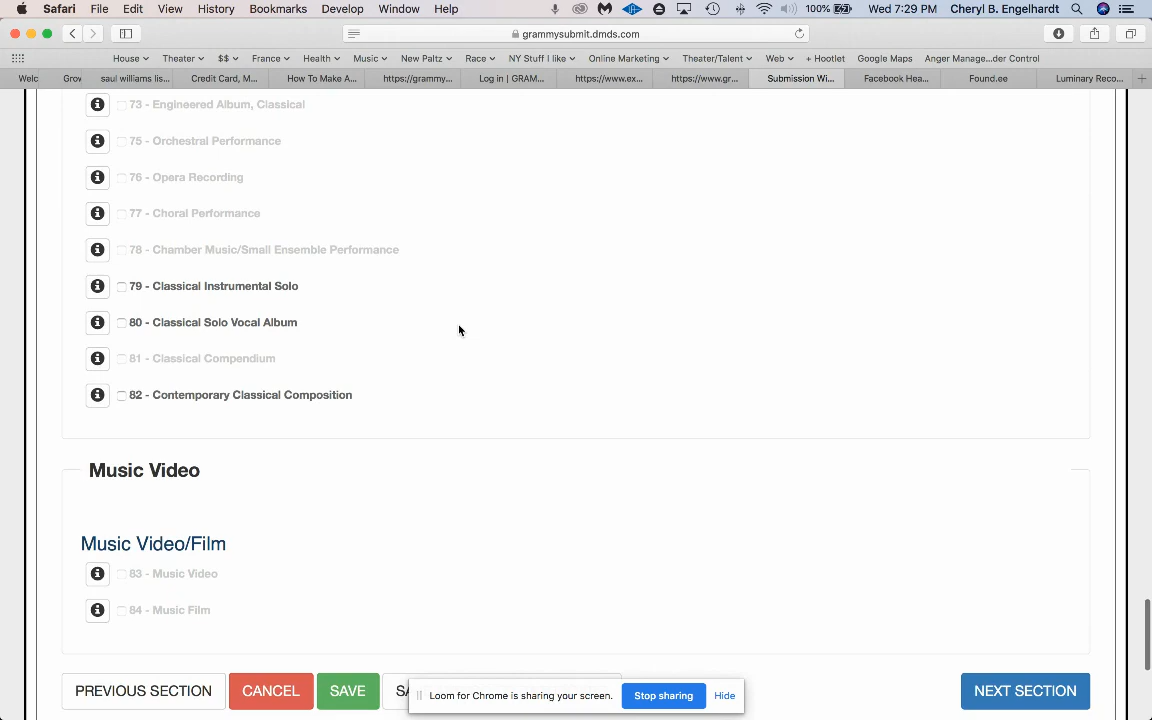 Safari File Edit View History Bookmarks Develop Window Help 100% Wed 7:29 PM Cheryl B. Engelhardt
grammysubmit.dmds.com
House Theater $$ France Health Music New Paltz Race NY Stuff I like Online Marketing Theater/Talent Web + Hootlet Google Maps Anger Manage...der Control
Welc Grov saul williams lis... Credit Card, M... How To Make A... https://grammy... Log in | GRAM... https://www.ex... https://www.gr... Submission Wi... Facebook Hea... Found.ee Luminary Reco...
73 - Engineered Album, Classical
75 - Orchestral Performance
76 - Opera Recording
77 - Choral Performance
78 - Chamber Music/Small Ensemble Performance
79 - Classical Instrumental Solo
80 - Classical Solo Vocal Album
81 - Classical Compendium
82 - Contemporary Classical Composition
Music Video
Music Video/Film
83 - Music Video
84 - Music Film
PREVIOUS SECTION CANCEL SAVE NEXT SECTION
Loom for Chrome is sharing your screen. Stop sharing Hide